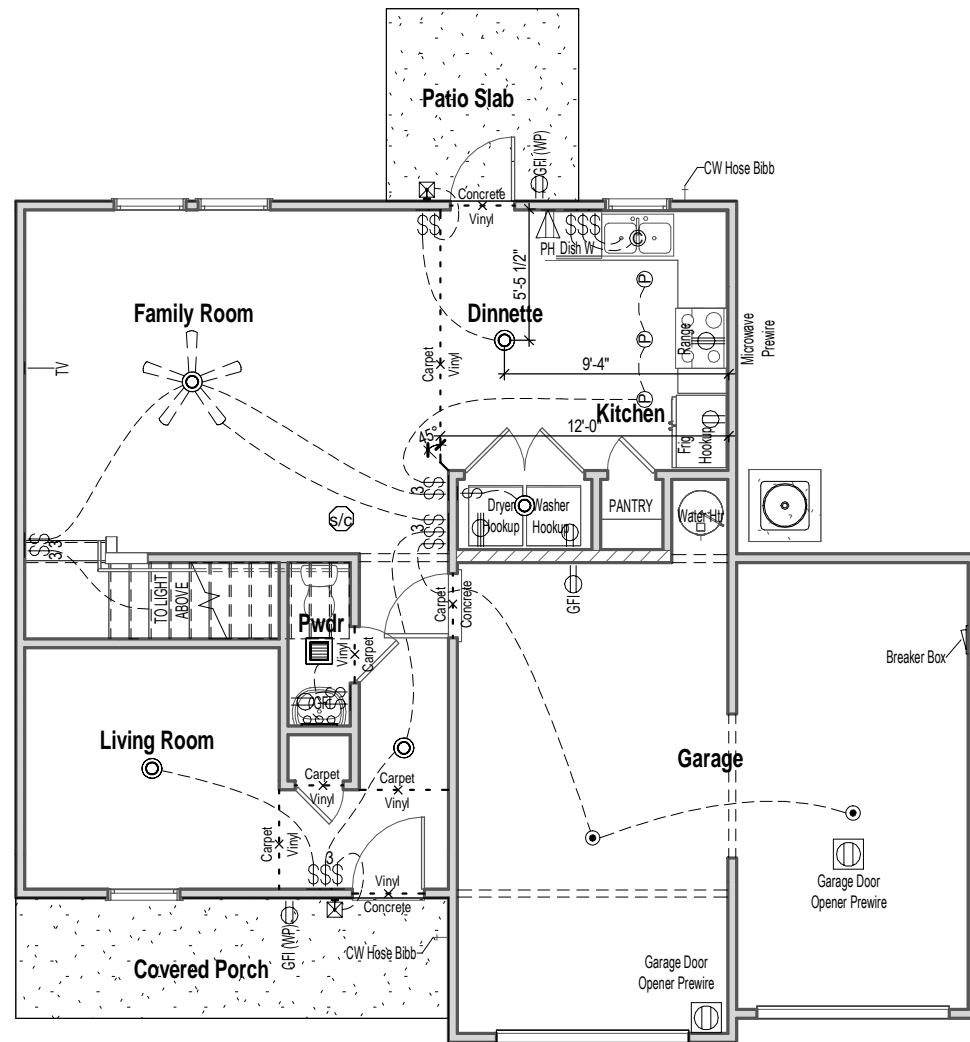 Patio Slab
GFI (WP)
CW Hose Bibb
Concrete
Vinyl
$$
$$$
PH
Dish W
5'-5 1/2"
Family Room
Dinnette
P
P
P
Range
Microwave
Prewire
TV
Carpet
Vinyl
9'-4"
Kitchen
12'-0"
45°
Frig
Hookup
3
$$
$
Dryer
Hookup
Washer
Hookup
PANTRY
Water Htr
s/c
$$$
3
$$
3 3
TO LIGHT
ABOVE
GFI
Carpet
Concrete
Pwdr
Vinyl
Carpet
Breaker Box
GFI
$$
Living Room
Garage
Carpet
Vinyl
Carpet
Vinyl
Carpet
Vinyl
3
$$$
Vinyl
Concrete
Garage Door
Opener Prewire
GFI (WP)
CW Hose Bibb
Covered Porch
Garage Door
Opener Prewire